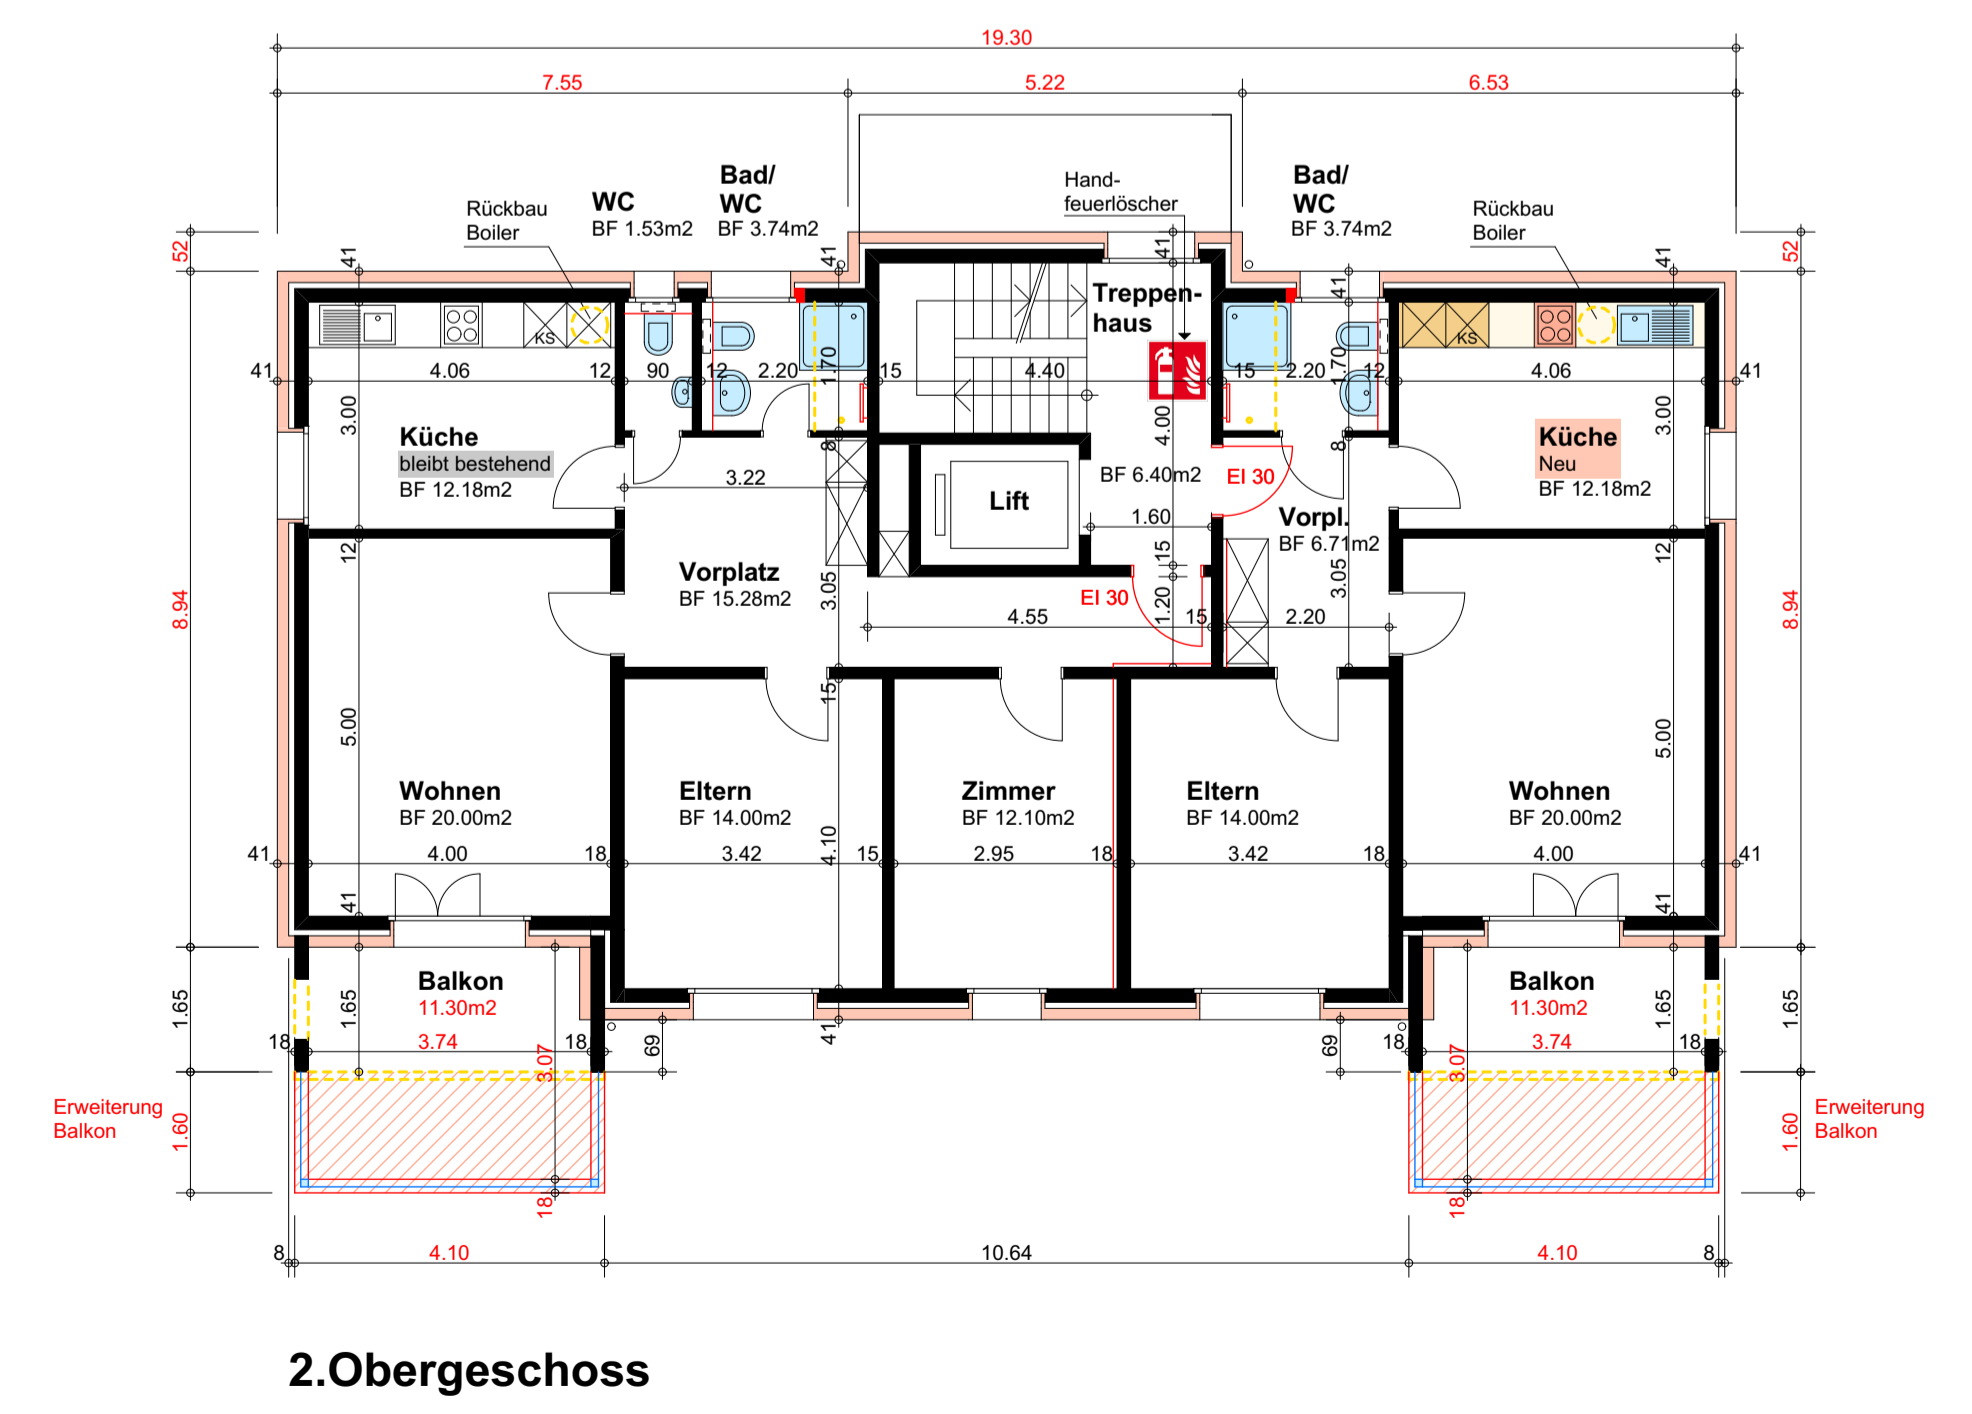 19.30
7.55
5.22
6.53
Rückbau
Boiler
WC
BF 1.53m2
Bad/
WC
BF 3.74m2
Hand-
feuerlöscher
Bad/
WC
BF 3.74m2
Rückbau
Boiler
52
41
41
41
41
41
52
Treppen-
haus
KS
KS
41
4.06
12
90
12
2.20
1.70
15
4.40
15
2.20
1.70
12
4.06
41
3.00
4.00
3.00
Küche
bleibt bestehend
BF 12.18m2
8
3.22
Lift
BF 6.40m2
EI 30
8
Küche
Neu
BF 12.18m2
1.60
Vorpl.
BF 6.71m2
12
15
12
Vorplatz
BF 15.28m2
3.05
EI 30
1.20
3.05
8.94
8.94
4.55
15
2.20
15
5.00
5.00
Wohnen
BF 20.00m2
Eltern
BF 14.00m2
Zimmer
BF 12.10m2
Eltern
BF 14.00m2
Wohnen
BF 20.00m2
4.10
41
4.00
18
3.42
15
2.95
18
3.42
18
4.00
41
41
41
Balkon
11.30m2
Balkon
11.30m2
1.65
1.65
1.65
1.65
18
3.74
18
3.07
69
41
69
18
3.07
3.74
18
Erweiterung
Balkon
1.60
1.60
Erweiterung
Balkon
18
18
8
4.10
10.64
4.10
8
2.Obergeschoss